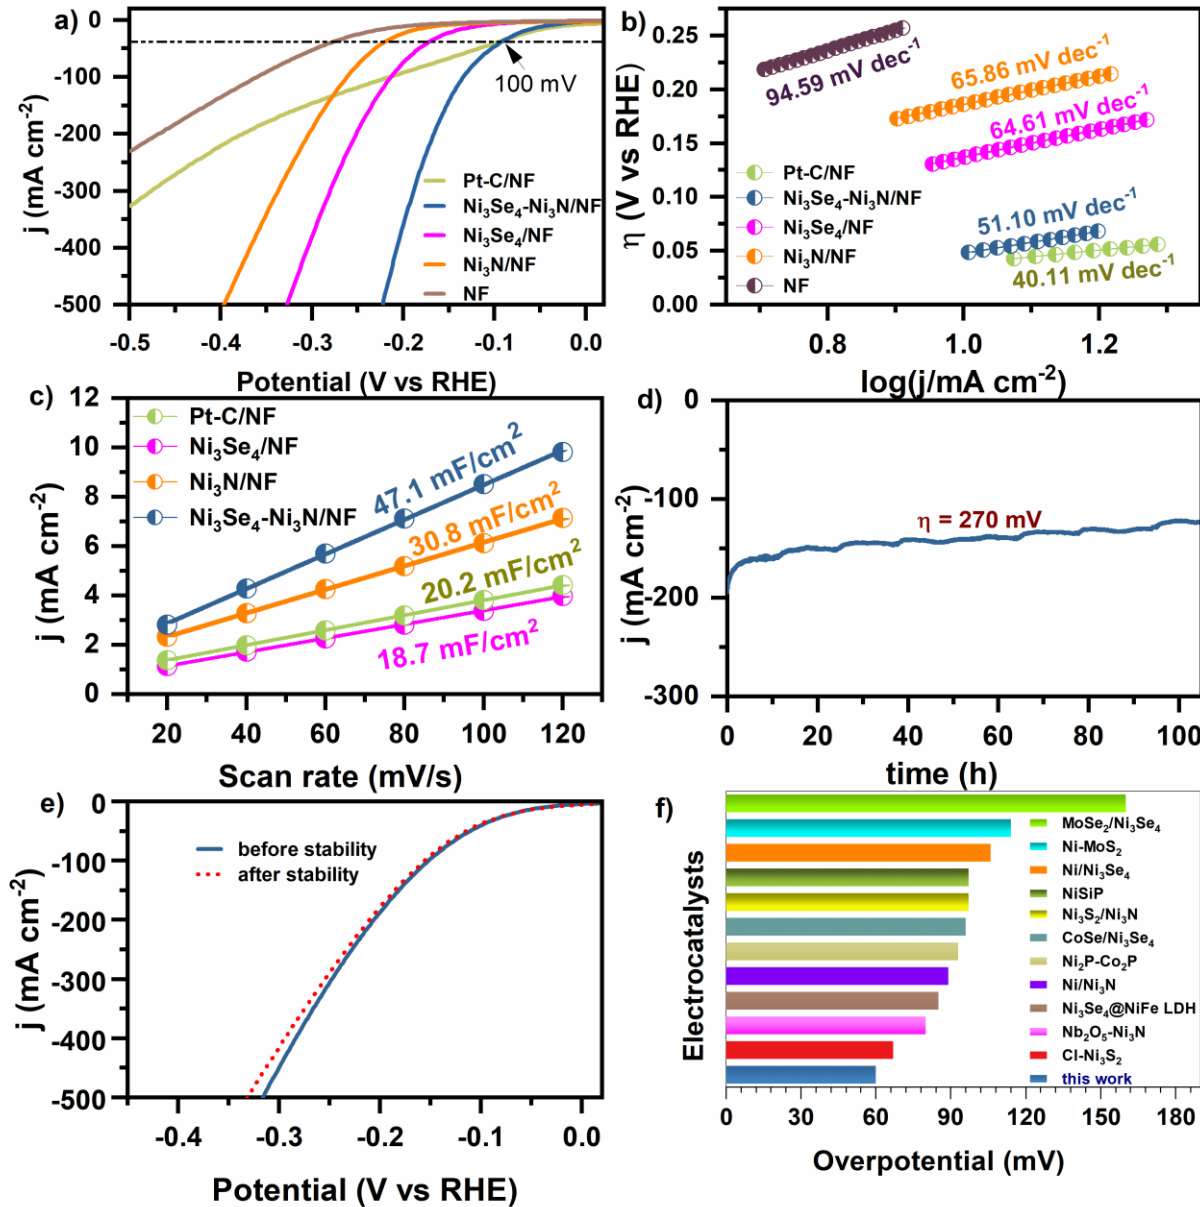 a)
0
-100
-200
-300
-400
-500
j (mA cm⁻²)
100 mV
Pt-C/NF
Ni₃Se₄-Ni₃N/NF
Ni₃Se₄/NF
Ni₃N/NF
NF
-0.5
-0.4
-0.3
-0.2
-0.1
0.0
Potential (V vs RHE)
b)
0.25
0.20
0.15
0.10
0.05
0.00
η (V vs RHE)
94.59 mV dec⁻¹
65.86 mV dec⁻¹
64.61 mV dec⁻¹
51.10 mV dec⁻¹
40.11 mV dec⁻¹
Pt-C/NF
Ni₃Se₄-Ni₃N/NF
Ni₃Se₄/NF
Ni₃N/NF
NF
0.8
1.0
1.2
log(j/mA cm⁻²)
c)
12
10
8
6
4
2
0
j (mA cm⁻²)
Pt-C/NF
Ni₃Se₄/NF
Ni₃N/NF
Ni₃Se₄-Ni₃N/NF
47.1 mF/cm²
30.8 mF/cm²
20.2 mF/cm²
18.7 mF/cm²
20
40
60
80
100
120
Scan rate (mV/s)
d)
0
-100
-200
-300
j (mA cm⁻²)
η = 270 mV
0
20
40
60
80
100
time (h)
e)
0
-100
-200
-300
-400
-500
j (mA cm⁻²)
before stability
after stability
-0.4
-0.3
-0.2
-0.1
0.0
Potential (V vs RHE)
f)
Electrocatalysts
MoSe₂/Ni₃Se₄
Ni-MoS₂
Ni/Ni₃Se₄
NiSiP
Ni₃S₂/Ni₃N
CoSe/Ni₃Se₄
Ni₂P-Co₂P
Ni/Ni₃N
Ni₃Se₄@NiFe LDH
Nb₂O₅-Ni₃N
Cl-Ni₃S₂
this work
0
30
60
90
120
150
180
Overpotential (mV)